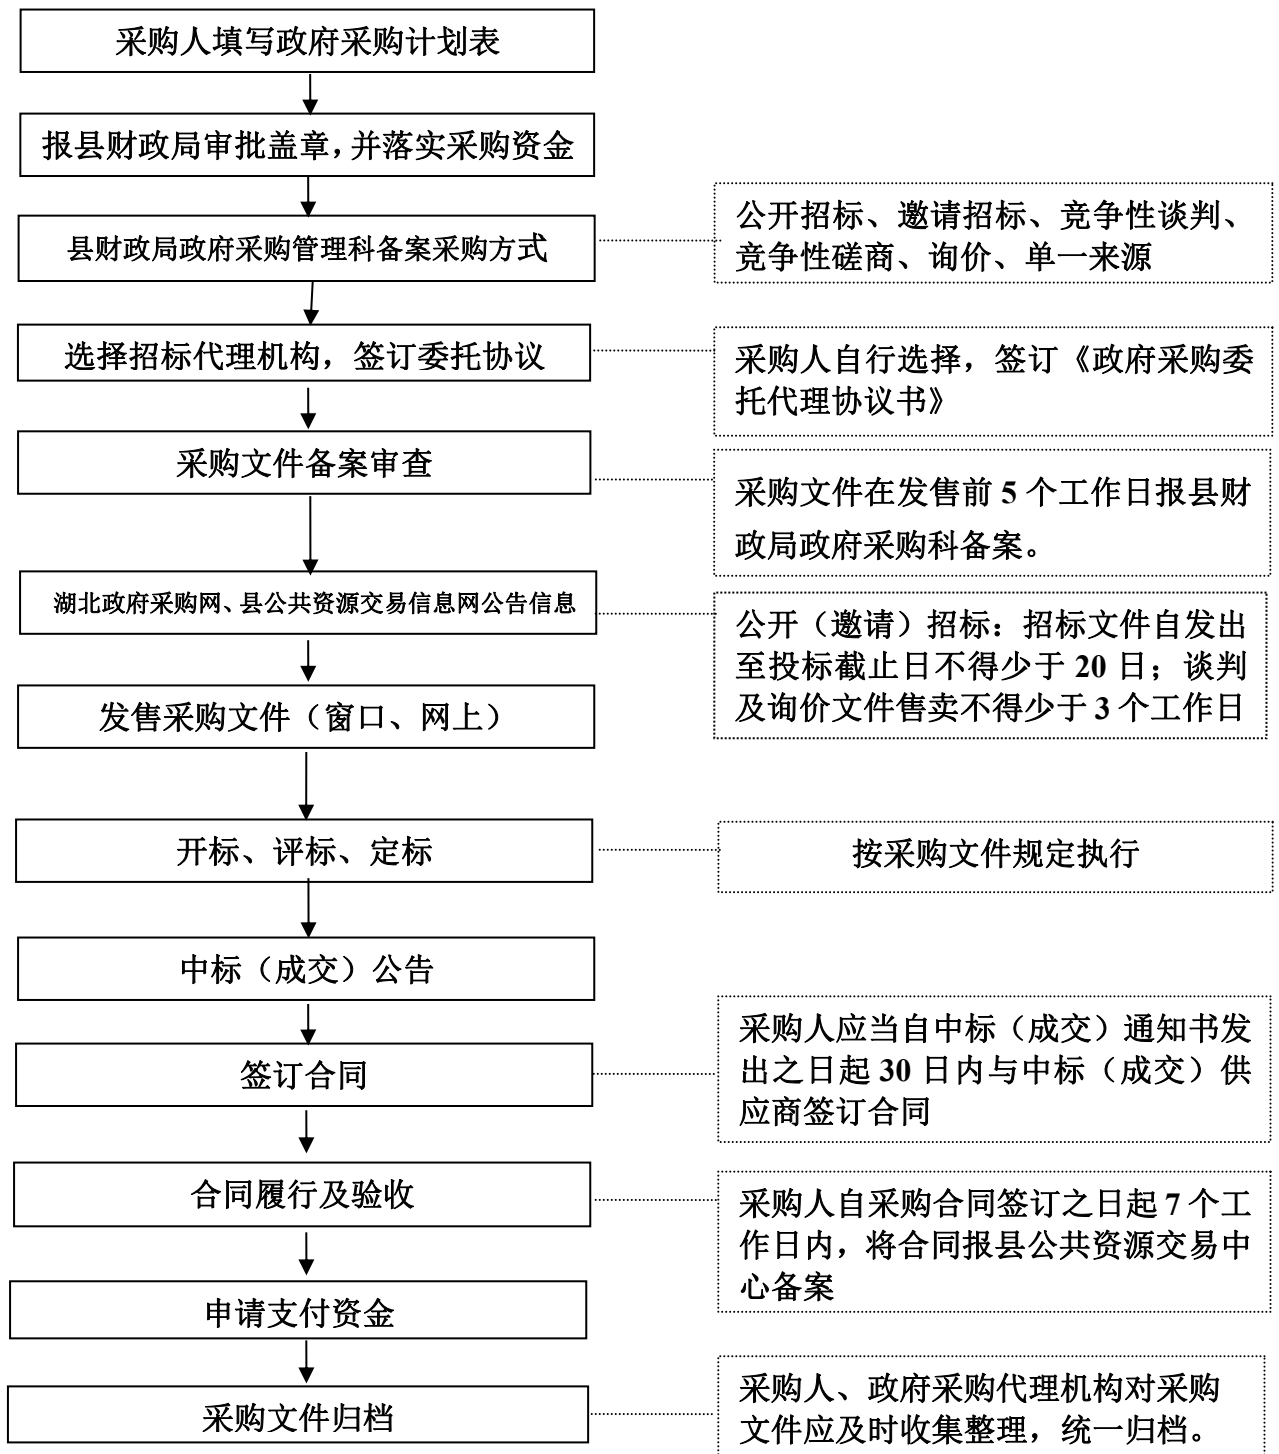 采购人填写政府采购计划表
报县财政局审批盖章，并落实采购资金
县财政局政府采购管理科备案采购方式
公开招标、邀请招标、竞争性谈判、
竞争性磋商、询价、单一来源
选择招标代理机构，签订委托协议
采购人自行选择，签订《政府采购委
托代理协议书》
采购文件备案审查
采购文件在发售前 5 个工作日报县财
政局政府采购科备案。
湖北政府采购网、县公共资源交易信息网公告信息
公开（邀请）招标：招标文件自发出
至投标截止日不得少于 20 日；谈判
及询价文件售卖不得少于 3 个工作日
发售采购文件（窗口、网上）
开标、评标、定标
按采购文件规定执行
中标（成交）公告
签订合同
采购人应当自中标（成交）通知书发
出之日起 30 日内与中标（成交）供
应商签订合同
合同履行及验收
采购人自采购合同签订之日起 7 个工
作日内，将合同报县公共资源交易中
心备案
申请支付资金
采购文件归档
采购人、政府采购代理机构对采购
文件应及时收集整理，统一归档。